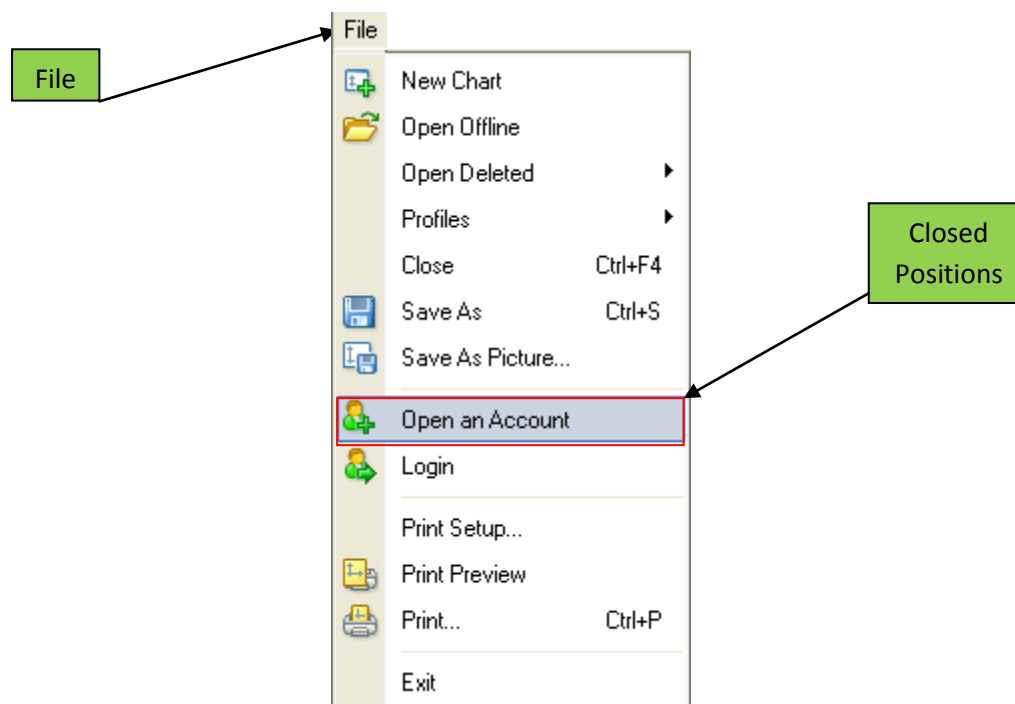 File
File
New Chart
Open Offline
Open Deleted
Profiles
Closed
Positions
Close Ctrl+F4
Save As Ctrl+S
Save As Picture...
Open an Account
Login
Print Setup...
Print Preview
Print... Ctrl+P
Exit